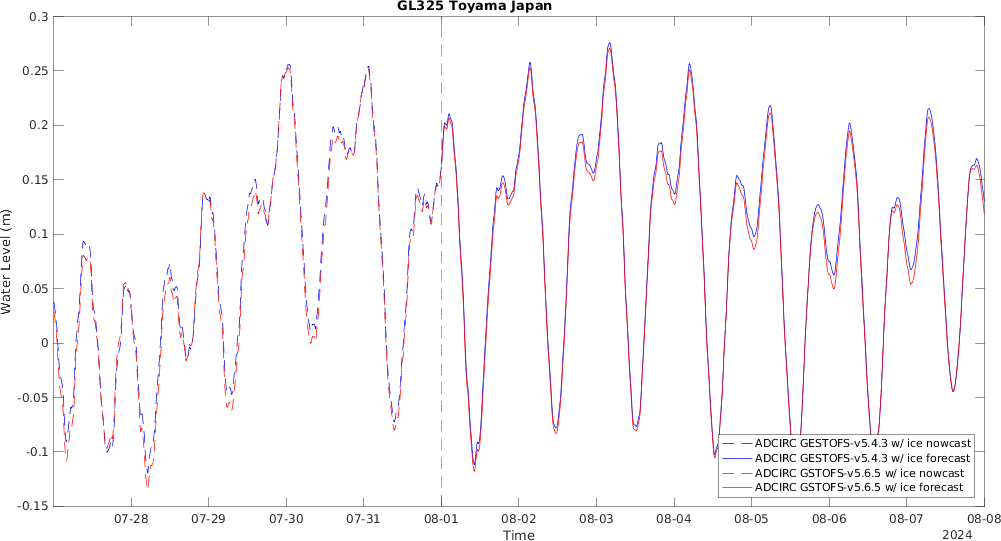 GL325 Toyama Japan
0.3
0.25
0.2
0.15
0.1
0.05
0
-0.05
-0.1
-0.15
Water Level (m)
ADCIRC GESTOFS-v5.4.3 w/ ice nowcast
ADCIRC GESTOFS-v5.4.3 w/ ice forecast
ADCIRC GSTOFS-v5.6.5 w/ ice nowcast
ADCIRC GSTOFS-v5.6.5 w/ ice forecast
07-28 07-29 07-30 07-31 08-01 08-02 08-03 08-04 08-05 08-06 08-07 08-08
Time
2024